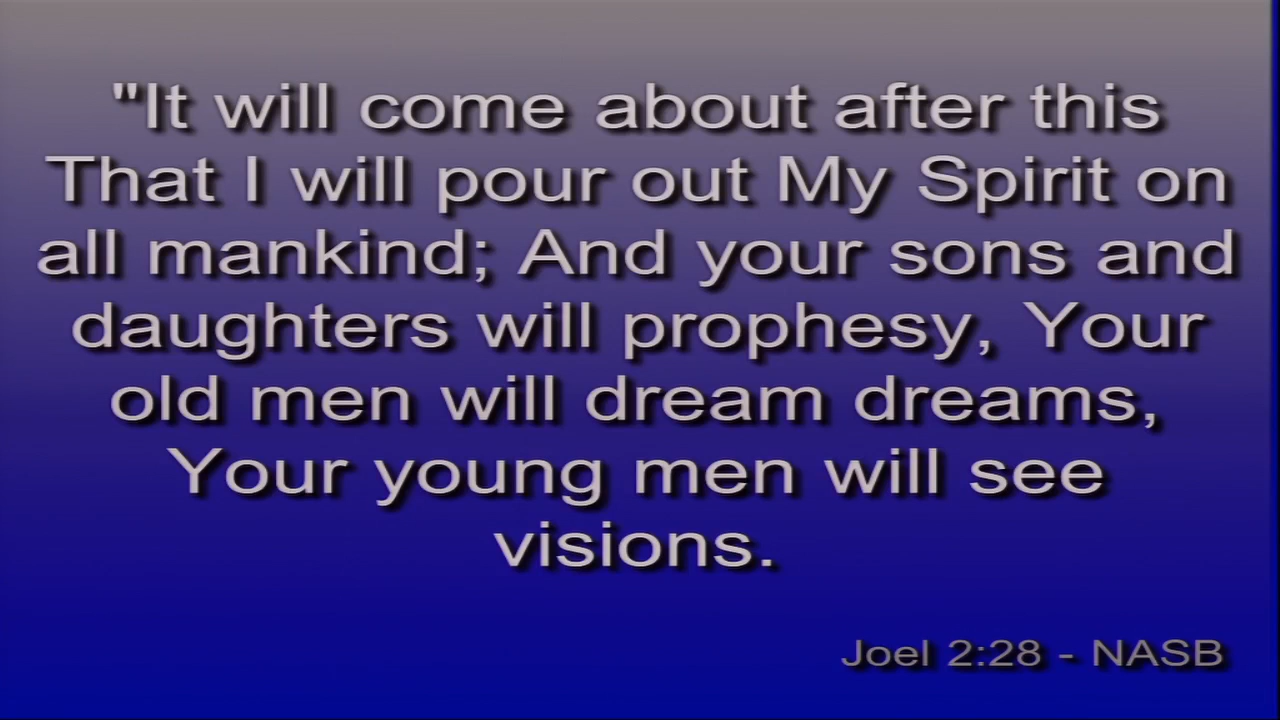 "It will come about after this
That I will pour out My Spirit on
all mankind; And your sons and
daughters will prophesy, Your
old men will dream dreams,
Your young men will see
visions.
Joel 2:28 - NASB